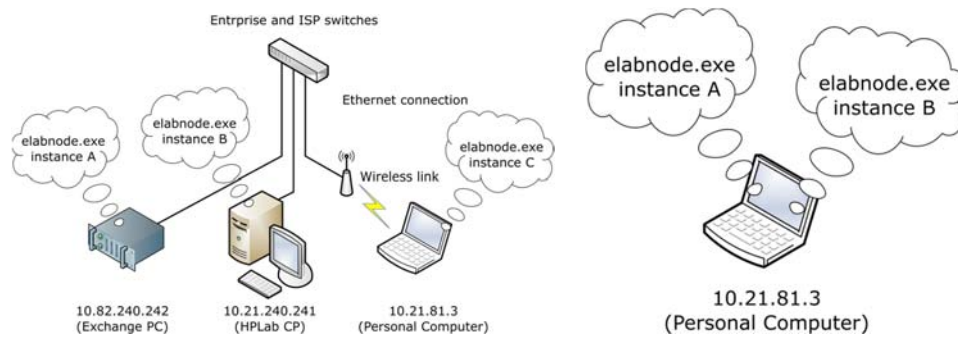 Entrprise and ISP switches
Ethernet connection
elabnode.exe
instance A
elabnode.exe
instance B
elabnode.exe
instance C
Wireless link
10.82.240.242
(Exchange PC)
10.21.240.241
(HPLab CP)
10.21.81.3
(Personal Computer)
elabnode.exe
instance A
elabnode.exe
instance B
10.21.81.3
(Personal Computer)